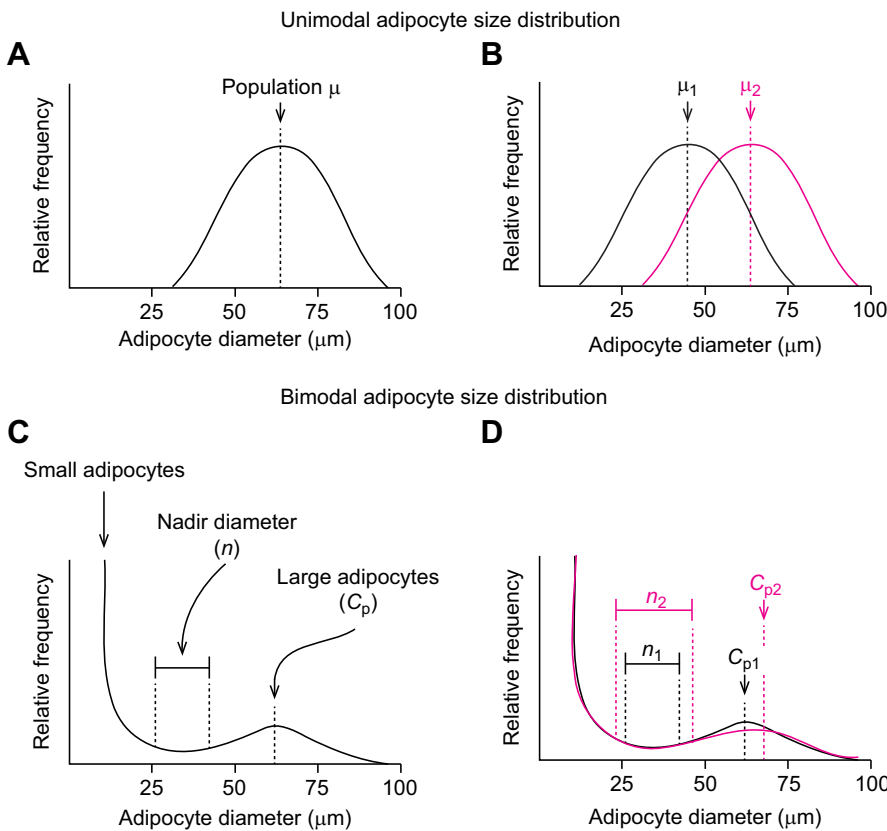 Unimodal adipocyte size distribution
A
Population μ
Relative frequency
25 50 75 100
Adipocyte diameter (μm)
B
μ1 μ2
Relative frequency
25 50 75 100
Adipocyte diameter (μm)
Bimodal adipocyte size distribution
C
Small adipocytes
Nadir diameter
(n)
Large adipocytes
(Cp)
Relative frequency
25 50 75 100
Adipocyte diameter (μm)
D
Cp2
n2
n1
Cp1
Relative frequency
25 50 75 100
Adipocyte diameter (μm)